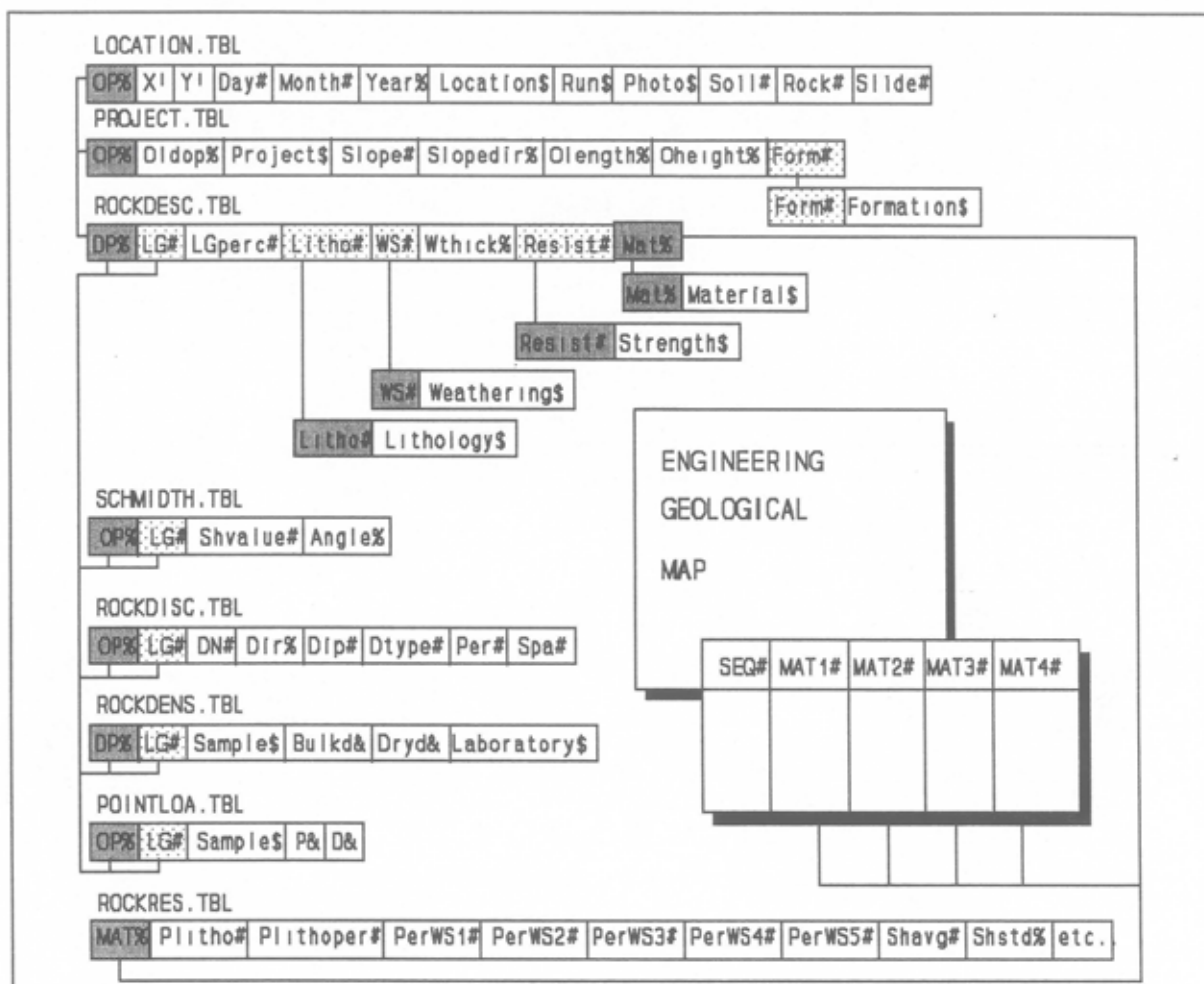 LOCATION.TBL
OP% X! Y! Day# Month# Year% Location$ Run$ Photo$ Soil# Rock# Slide#
PROJECT.TBL
OP% Oldop% Project$ Slope# Slopedir% Olength% Oheight% Form#
Form# Formation$
ROCKDESC.TBL
OP% LG# LGperc# Litho# WS# Wthick% Resist# Mat%
Mat% Material$
Resist# Strength$
WS# Weathering$
Litho# Lithology$
ENGINEERING
GEOLOGICAL
MAP
SEQ# MAT1# MAT2# MAT3# MAT4#
SCHMIDTH.TBL
OP% LG# Shvalue# Angle%
ROCKDISC.TBL
OP% LG# DN# Dir% Dip# Dtype# Per# Spa#
ROCKDENS.TBL
OP% LG# Sample$ Bulkd& Dryd& Laboratory$
POINTLOA.TBL
OP% LG# Sample$ P& D&
ROCKRES.TBL
MAT% Plitho# Plithoper# PerWS1# PerWS2# PerWS3# PerWS4# PerWS5# Shavg# Shstd% etc..